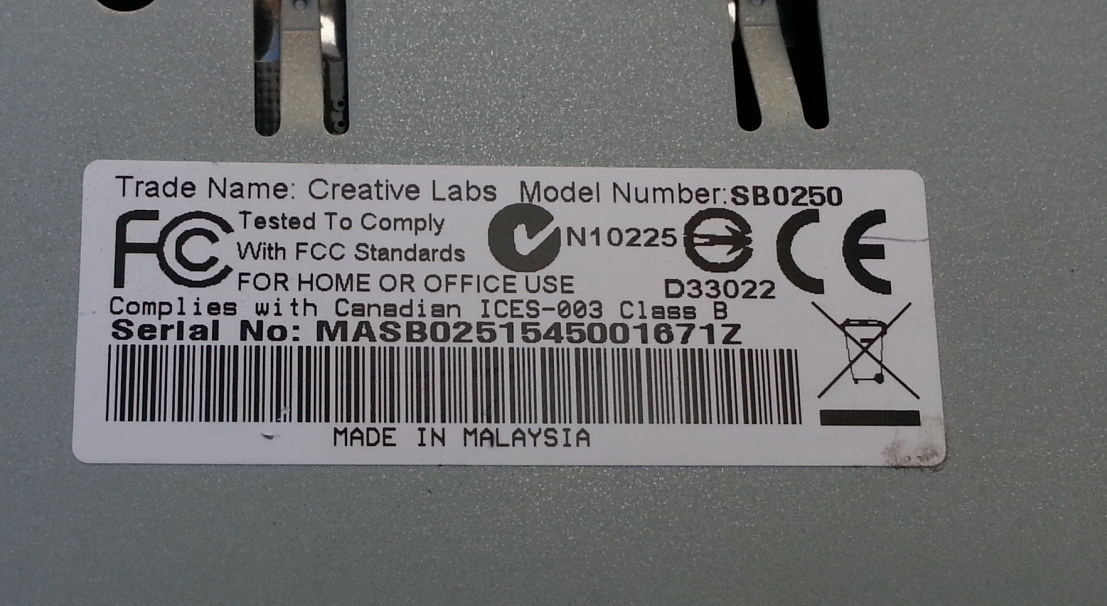 Trade Name: Creative Labs Model Number:SB0250
FC Tested To Comply
With FCC Standards
N10225 CE
FOR HOME OR OFFICE USE D33022
Complies with Canadian ICES-003 Class B
Serial No: MASB02515450001671Z
MADE IN MALAYSIA